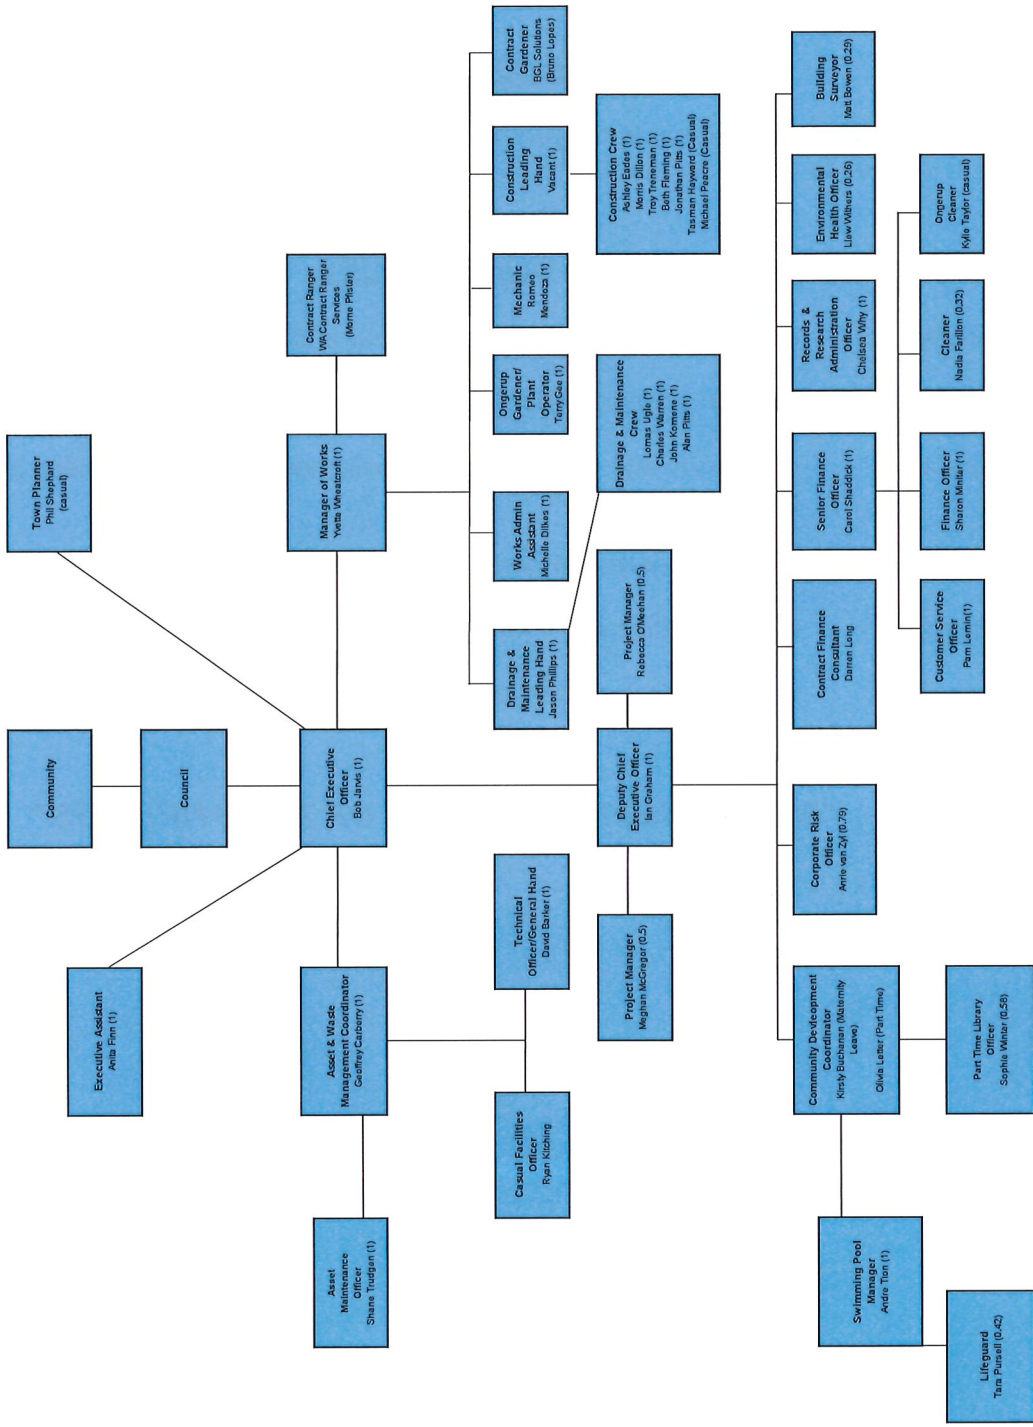 Community
Council
Town Planner
Phil Shephard
(casual)
Executive Assistant
Anita Finn (1)
Chief Executive
Officer
Bob Jarvis (1)
Asset & Waste
Management Coordinator
Geoffrey Carberry (1)
Manager of Works
Yvette Wheatcroft (1)
Contract Ranger
WA Contract Ranger
Services
(Morne Pfister)
Asset
Maintenance
Officer
Shane Trudgen (1)
Casual Facilities
Officer
Ryan Kitching
Technical
Officer/General Hand
David Barker (1)
Drainage &
Maintenance
Leading Hand
Jason Phillips (1)
Works Admin
Assistant
Michelle Dilkes (1)
Ongerup
Gardener/
Plant
Operator
Terry Gee (1)
Mechanic
Romeo
Mendoza (1)
Construction
Leading
Hand
Vacant (1)
Contract
Gardener
BGL Solutions
(Bruno Lopes)
Project Manager
Meghan McGregor (0.5)
Deputy Chief
Executive Officer
Ian Graham (1)
Project Manager
Rebecca O'Meehan (0.5)
Drainage & Maintenance
Crew
Lomas Ugle (1)
Charles Warren (1)
John Komene (1)
Alan Pitts (1)
Construction Crew
Ashley Eades (1)
Morris Dillon (1)
Troy Treneman (1)
Beth Fleming (1)
Jonathan Pitts (1)
Tasman Hayward (Casual)
Michael Peacre (Casual)
Community Devleopment
Coordinator
Kirsty Buchanan (Maternity
Leave)
Olivia Letter (Part Time)
Corporate Risk
Officer
Anrie van Zyl (0.79)
Contract Finance
Consultant
Darren Long
Senior Finance
Officer
Carol Shaddick (1)
Records &
Research
Administration
Officer
Chelsea Why (1)
Environmental
Health Officer
Llew Withers (0.26)
Building
Surveyor
Matt Bowen (0.29)
Swimming Pool
Manager
Andre Tion (1)
Part Time Library
Officer
Sophie Winter (0.58)
Customer Service
Officer
Pam Lemin(1)
Finance Officer
Sharon Miniter (1)
Cleaner
Nadia Farillon (0.32)
Ongerup
Cleaner
Kylie Taylor (casual)
Lifeguard
Tara Pursell (0.42)